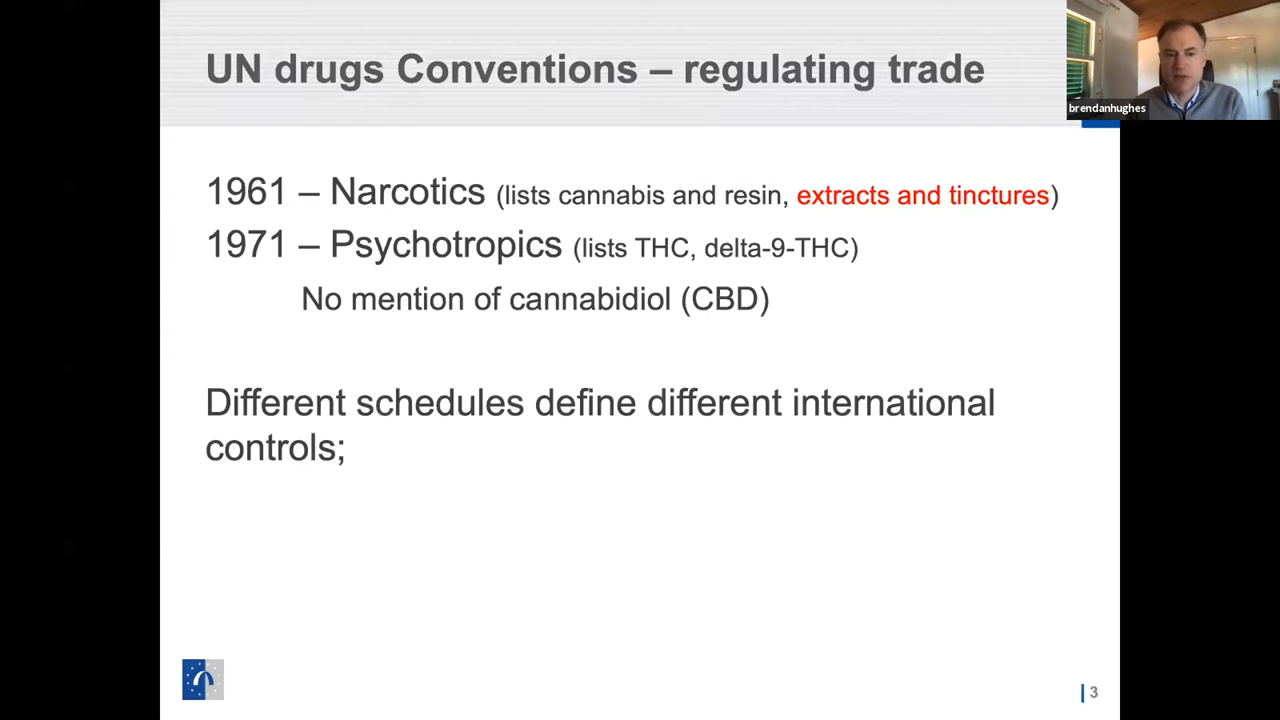 UN drugs Conventions – regulating trade
brendanhughes
1961 – Narcotics (lists cannabis and resin, extracts and tinctures)
1971 – Psychotropics (lists THC, delta-9-THC)
No mention of cannabidiol (CBD)
Different schedules define different international
controls;
3